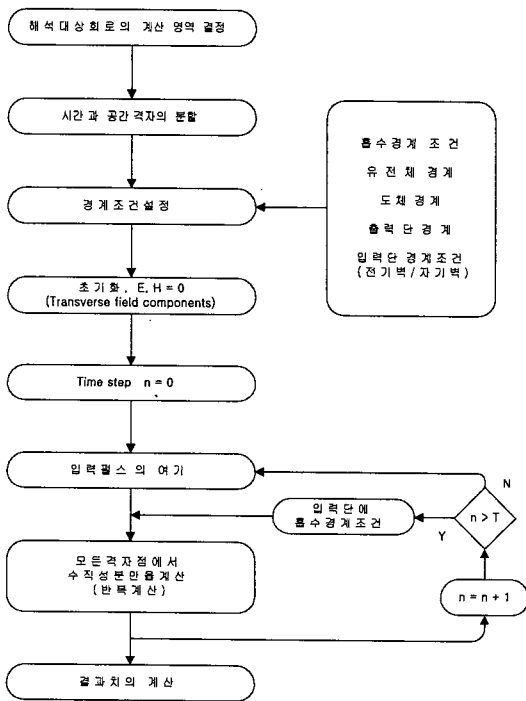 해석대상회로의 계산 영역 결정
시간과 공간격자의 분할
경계조건설정
흡수경계 조건
유전체 경계
도체 경계
출력단 경계
입력단 경계조건
(전기벽/자기벽)
초기화, E, H = 0
(Transverse field components)
Time step n = 0
입력펄스의 여기
N
n > T
Y
입력단에
흡수경계조건
모든격자점에서
수직성분만을계산
(반복계산)
n = n + 1
결과치의 계산